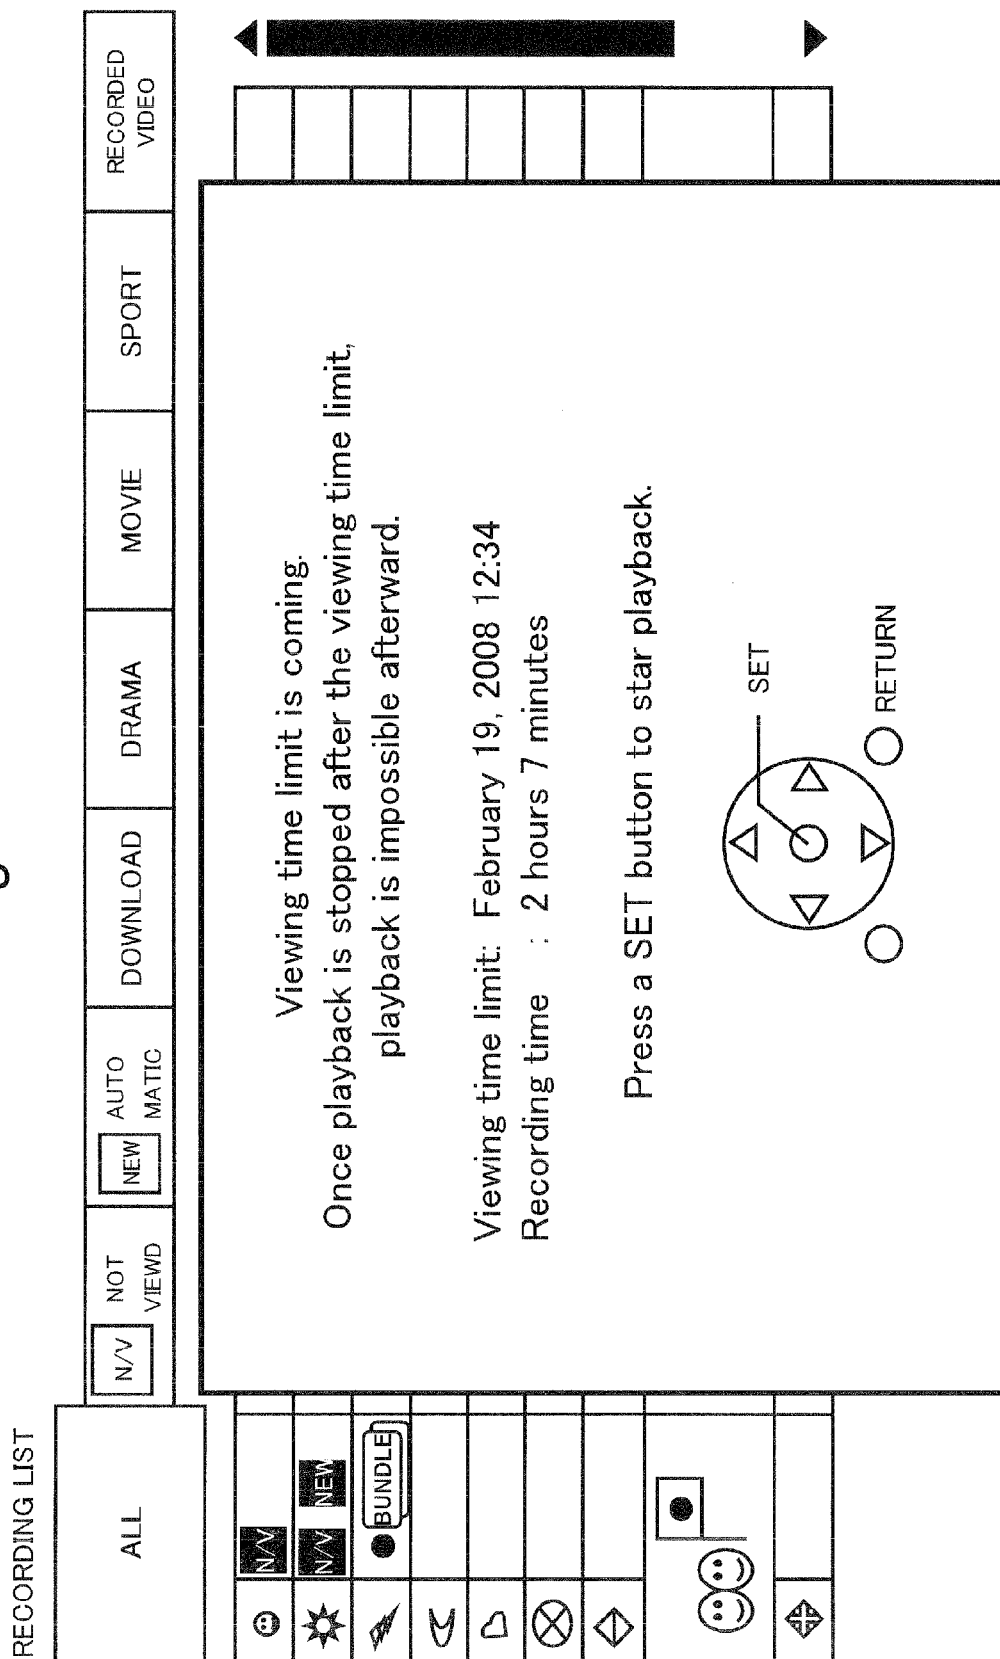 RECORDING LIST
ALL
N/V
NOT
VIEWD
NEW
AUTO
MATIC
DOWNLOAD
DRAMA
MOVIE
SPORT
RECORDED
VIDEO
N/V
N/V NEW
BUNDLE
Viewing time limit is coming.
Once playback is stopped after the viewing time limit,
playback is impossible afterward.
Viewing time limit: February 19, 2008 12:34
Recording time : 2 hours 7 minutes
Press a SET button to star playback.
SET
RETURN